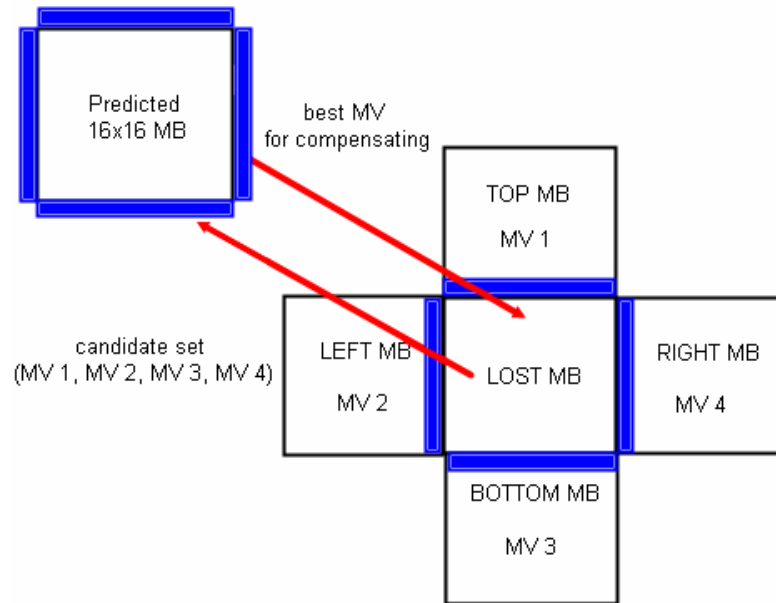 Predicted
16x16 MB
best MV
for compensating
TOP MB
MV 1
candidate set
(MV 1, MV 2, MV 3, MV 4)
LEFT MB
MV 2
LOST MB
RIGHT MB
MV 4
BOTTOM MB
MV 3